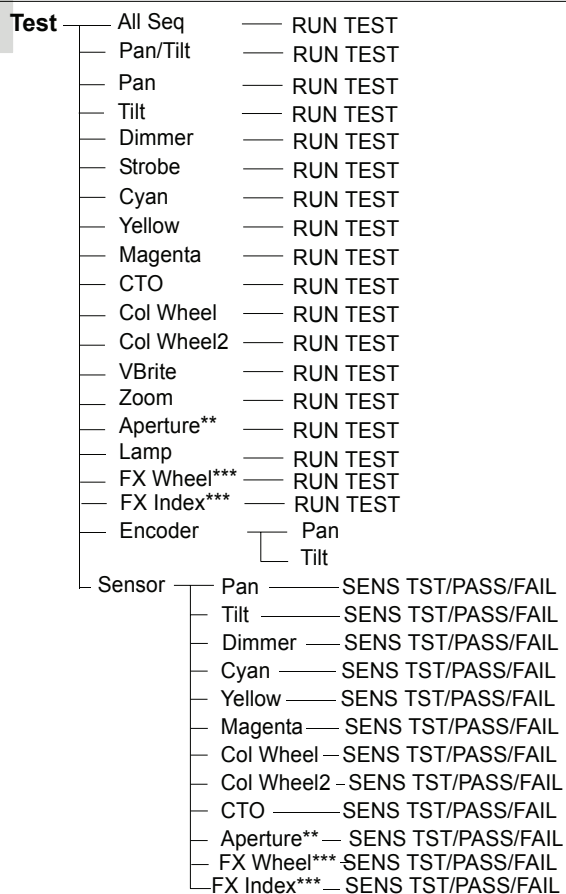 Test All Seq RUN TEST
Pan/Tilt RUN TEST
Pan RUN TEST
Tilt RUN TEST
Dimmer RUN TEST
Strobe RUN TEST
Cyan RUN TEST
Yellow RUN TEST
Magenta RUN TEST
CTO RUN TEST
Col Wheel RUN TEST
Col Wheel2 RUN TEST
VBrite RUN TEST
Zoom RUN TEST
Aperture** RUN TEST
Lamp RUN TEST
FX Wheel*** RUN TEST
FX Index*** RUN TEST
Encoder Pan
Tilt
Sensor Pan SENS TST/PASS/FAIL
Tilt SENS TST/PASS/FAIL
Dimmer SENS TST/PASS/FAIL
Cyan SENS TST/PASS/FAIL
Yellow SENS TST/PASS/FAIL
Magenta SENS TST/PASS/FAIL
Col Wheel SENS TST/PASS/FAIL
Col Wheel2 SENS TST/PASS/FAIL
CTO SENS TST/PASS/FAIL
Aperture** SENS TST/PASS/FAIL
FX Wheel*** SENS TST/PASS/FAIL
FX Index*** SENS TST/PASS/FAIL